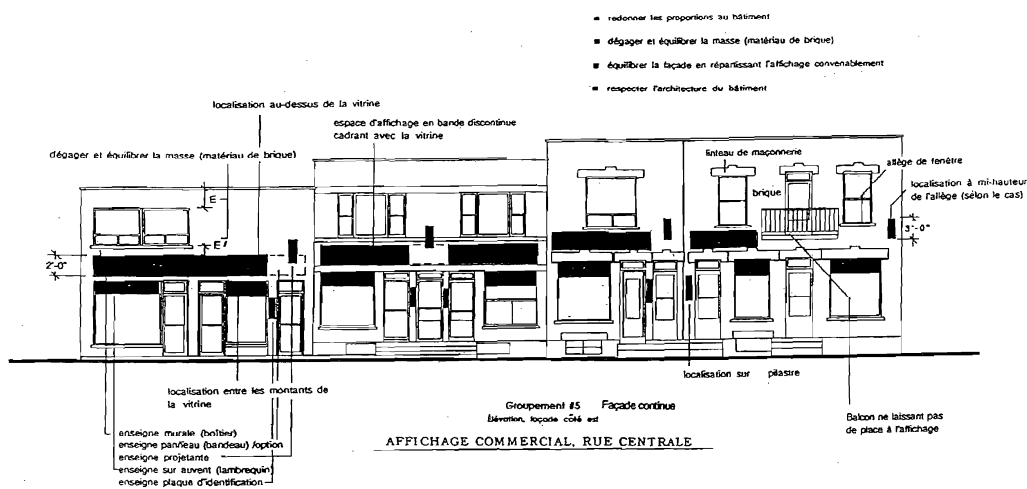 redonner les proportions au bâtiment
dégager et équilibrer la masse (matériau de brique)
équilibrer la façade en répartissant l'affichage convenablement
respecter l'architecture du bâtiment
localisation au-dessus de la vitrine
espace d'affichage en bande discontinue
cadrant avec la vitrine
dégager et équilibrer la masse (matériau de brique)
linteau de maçonnerie
allège de fenêtre
brique
localisation à mi-hauteur
de l'allège (sélon le cas)
E
E'
3'-0"
2'-0"
localisation entre les montants de
la vitrine
localisation sur pilastre
Groupement #5 Façade continue
Élévation, façade côté est
AFFICHAGE COMMERCIAL, RUE CENTRALE
Balcon ne laissant pas
de place à l'affichage
enseigne murale (boîtier)
enseigne panneau (bandeau) /option
enseigne projetante
enseigne sur auvent (lambrequin)
enseigne plaque d'identification